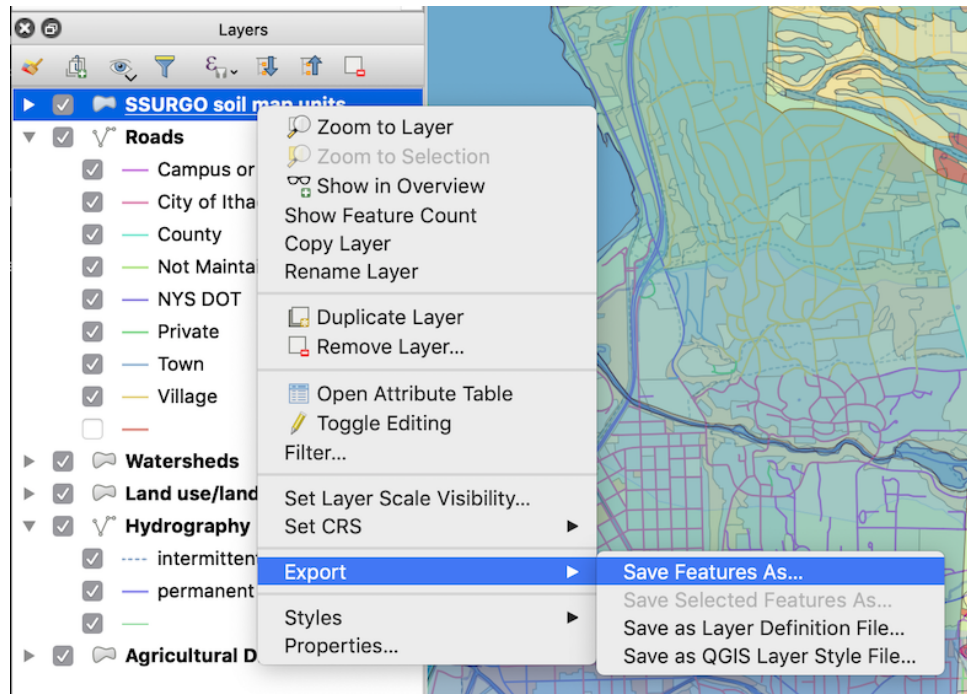 Layers
SSURGO soil map units
Roads
Campus or
City of Itha
County
Not Maintai
NYS DOT
Private
Town
Village
Watersheds
Land use/land
Hydrography
intermitten
permanent
Agricultural D
Zoom to Layer
Zoom to Selection
Show in Overview
Show Feature Count
Copy Layer
Rename Layer
Duplicate Layer
Remove Layer...
Open Attribute Table
Toggle Editing
Filter...
Set Layer Scale Visibility...
Set CRS
Export
Styles
Properties...
Save Features As...
Save Selected Features As...
Save as Layer Definition File...
Save as QGIS Layer Style File...